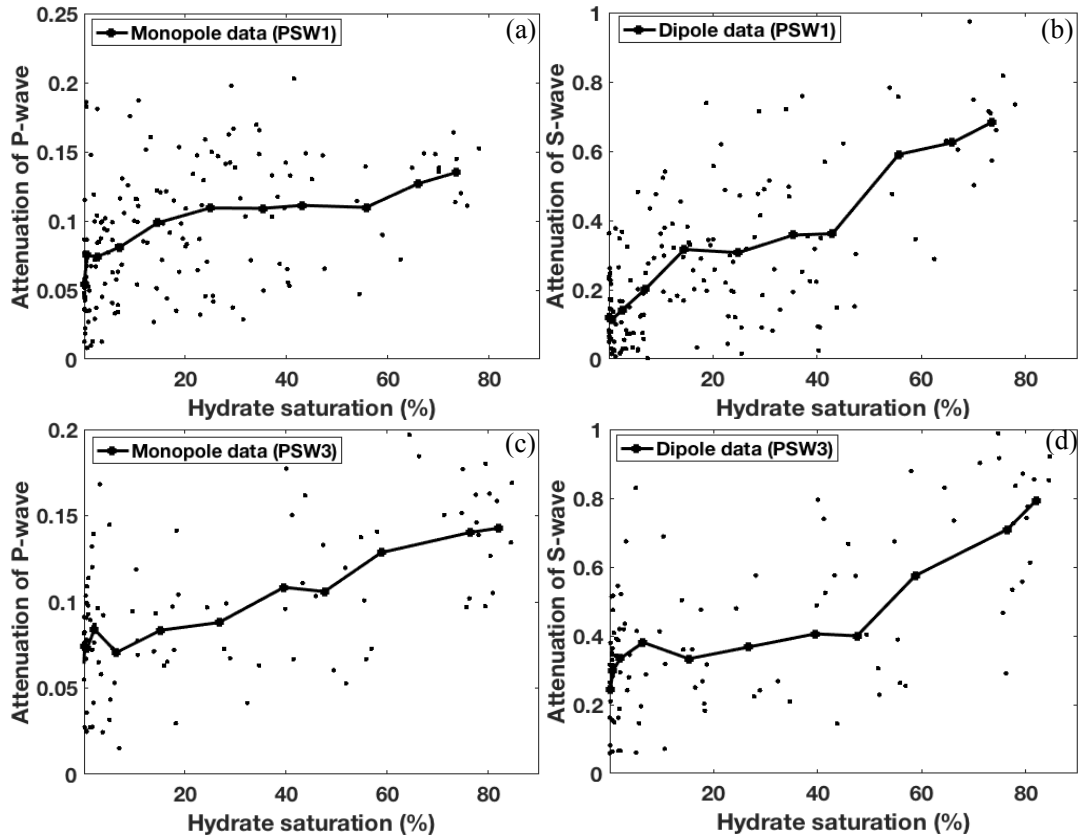 Monopole data (PSW1)
(a)
0.25
0.2
0.15
0.1
0.05
0
Attenuation of P-wave
20
40
60
80
Hydrate saturation (%)
Dipole data (PSW1)
(b)
1
0.8
0.6
0.4
0.2
0
Attenuation of S-wave
20
40
60
80
Hydrate saturation (%)
Monopole data (PSW3)
(c)
0.2
0.15
0.1
0.05
0
Attenuation of P-wave
20
40
60
80
Hydrate saturation (%)
Dipole data (PSW3)
(d)
1
0.8
0.6
0.4
0.2
0
Attenuation of S-wave
20
40
60
80
Hydrate saturation (%)